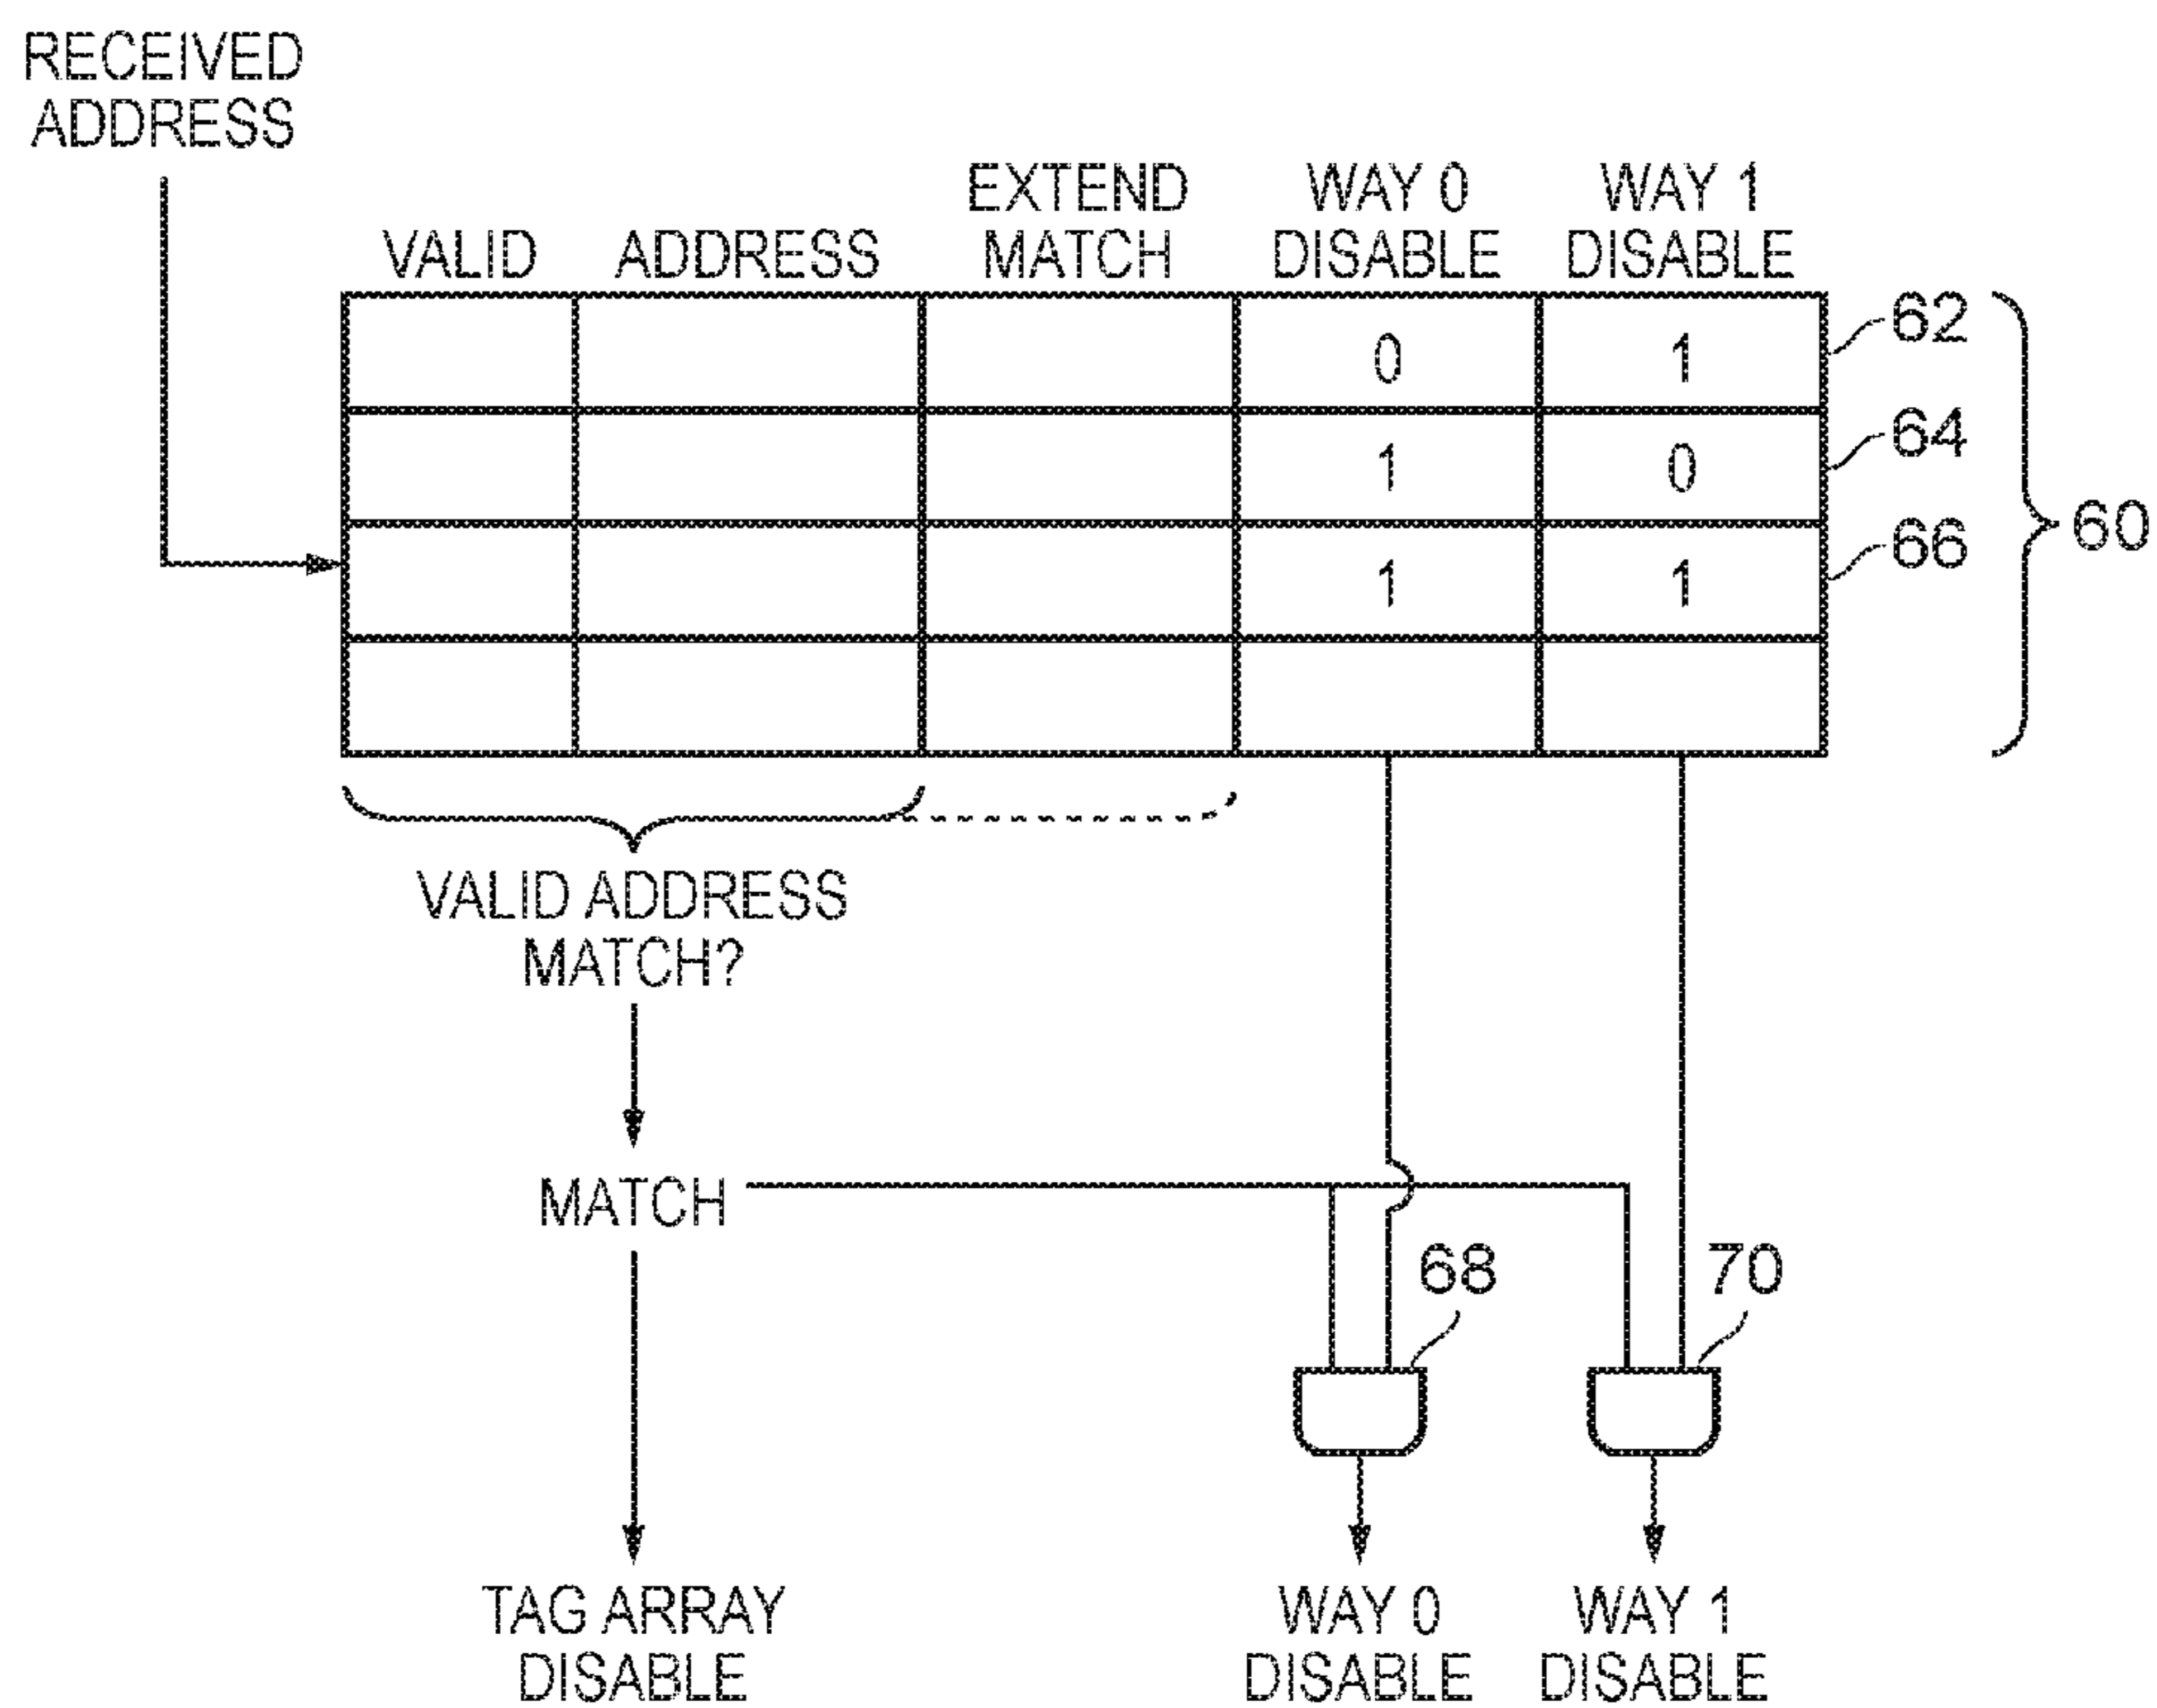 RECEIVED
ADDRESS
EXTEND WAY 0 WAY 1
VALID ADDRESS MATCH DISABLE DISABLE
0 1 62
1 0 64
60
1 1 66
VALID ADDRESS
MATCH?
MATCH
68 70
TAG ARRAY WAY 0 WAY 1
DISABLE DISABLE DISABLE